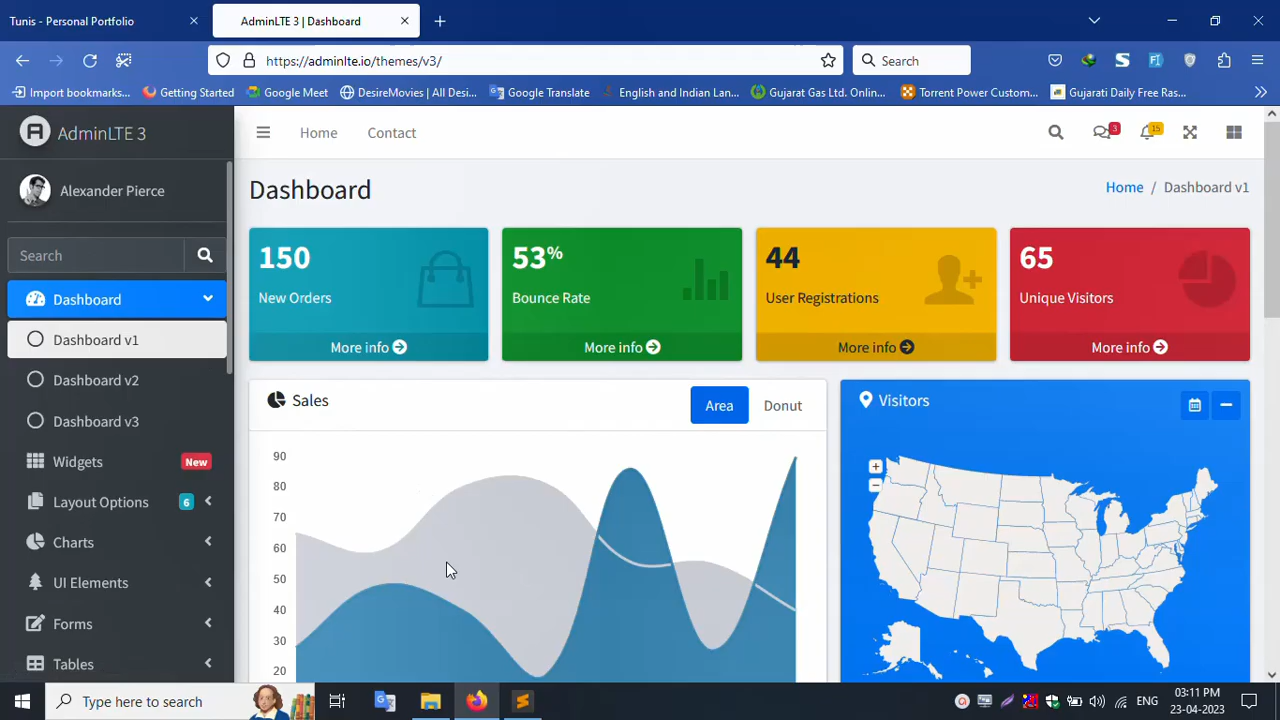 Tunis - Personal Portfolio
AdminLTE 3 | Dashboard
https://adminlte.io/themes/v3/
Search
Import bookmarks...
Getting Started
Google Meet
DesireMovies | All Desi...
Google Translate
English and Indian Lan...
Gujarat Gas Ltd. Onlin...
Torrent Power Custom...
Gujarati Daily Free Ras...
AdminLTE 3
Home
Contact
3
15
Alexander Pierce
Dashboard
Home / Dashboard v1
Search
Dashboard
Dashboard v1
Dashboard v2
Dashboard v3
Widgets New
Layout Options 6
Charts
UI Elements
Forms
Tables
150
New Orders
More info
53%
Bounce Rate
More info
44
User Registrations
More info
65
Unique Visitors
More info
Sales
Area
Donut
90
80
70
60
50
40
30
20
Visitors
+
−
Type here to search
ENG
03:11 PM
23-04-2023